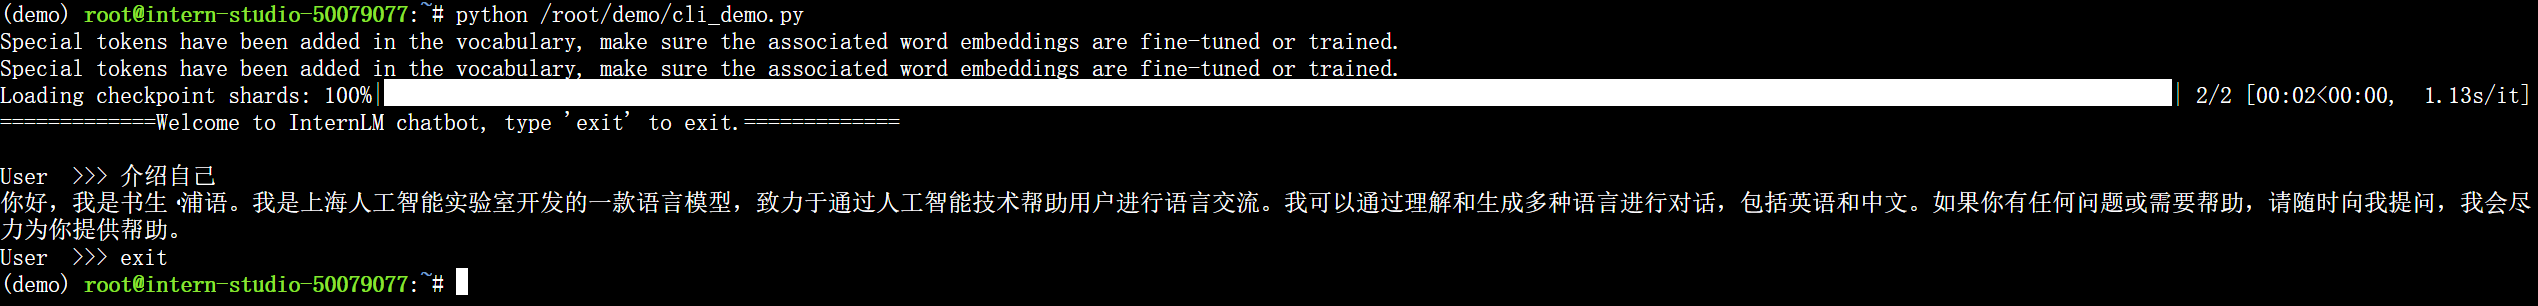 (demo) root@intern-studio-50079077:~# python /root/demo/cli_demo.py
Special tokens have been added in the vocabulary, make sure the associated word embeddings are fine-tuned or trained.
Special tokens have been added in the vocabulary, make sure the associated word embeddings are fine-tuned or trained.
Loading checkpoint shards: 100%|██████████| 2/2 [00:02<00:00,  1.13s/it]
=============Welcome to InternLM chatbot, type 'exit' to exit.=============
User  >>> 介绍自己
你好，我是书生·浦语。我是上海人工智能实验室开发的一款语言模型，致力于通过人工智能技术帮助用户进行语言交流。我可以通过理解和生成多种语言进行对话，包括英语和中文。如果你有任何问题或需要帮助，请随时向我提问，我会尽
力为你提供帮助。
User  >>> exit
(demo) root@intern-studio-50079077:~#